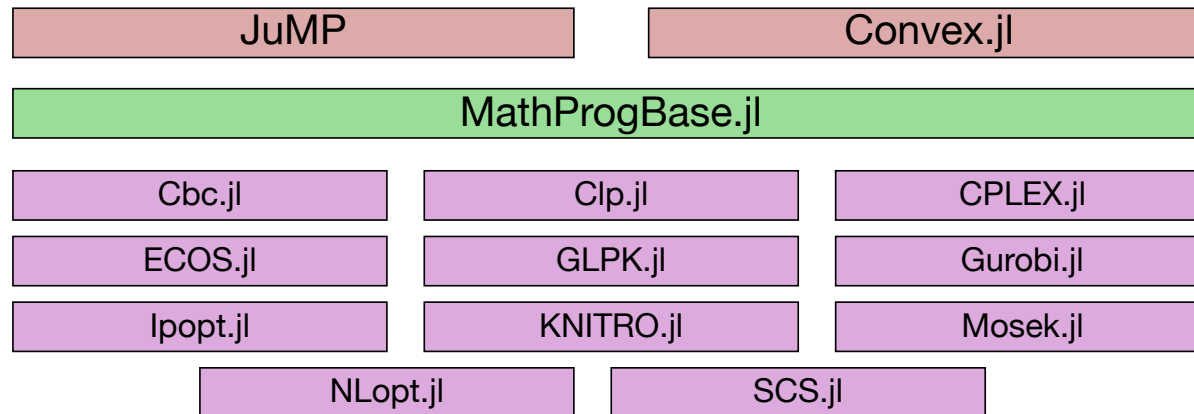 JuMP Convex.jl
MathProgBase.jl
Cbc.jl Clp.jl CPLEX.jl
ECOS.jl GLPK.jl Gurobi.jl
Ipopt.jl KNITRO.jl Mosek.jl
NLopt.jl SCS.jl